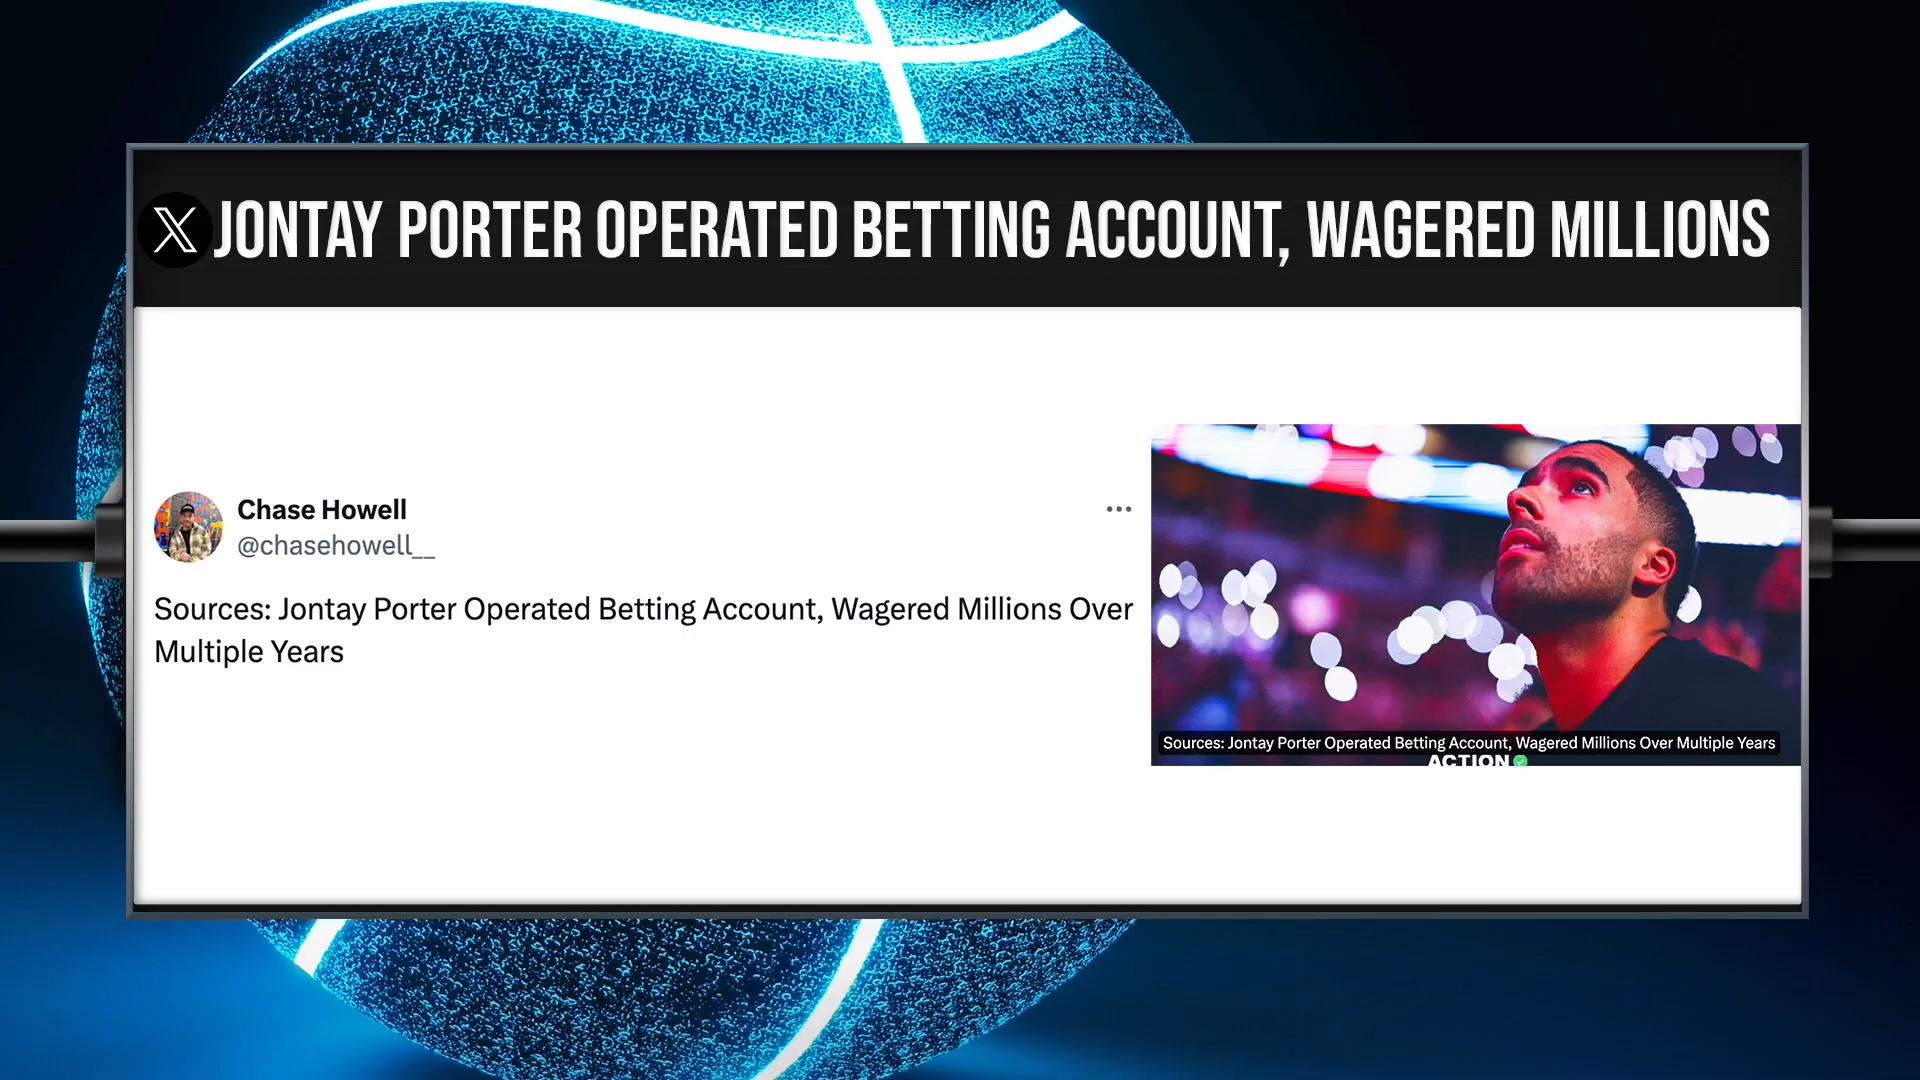 JONTAY PORTER OPERATED BETTING ACCOUNT, WAGERED MILLIONS
Chase Howell
@chasehowell__
Sources: Jontay Porter Operated Betting Account, Wagered Millions Over
Multiple Years
Sources: Jontay Porter Operated Betting Account, Wagered Millions Over Multiple Years
ACTION